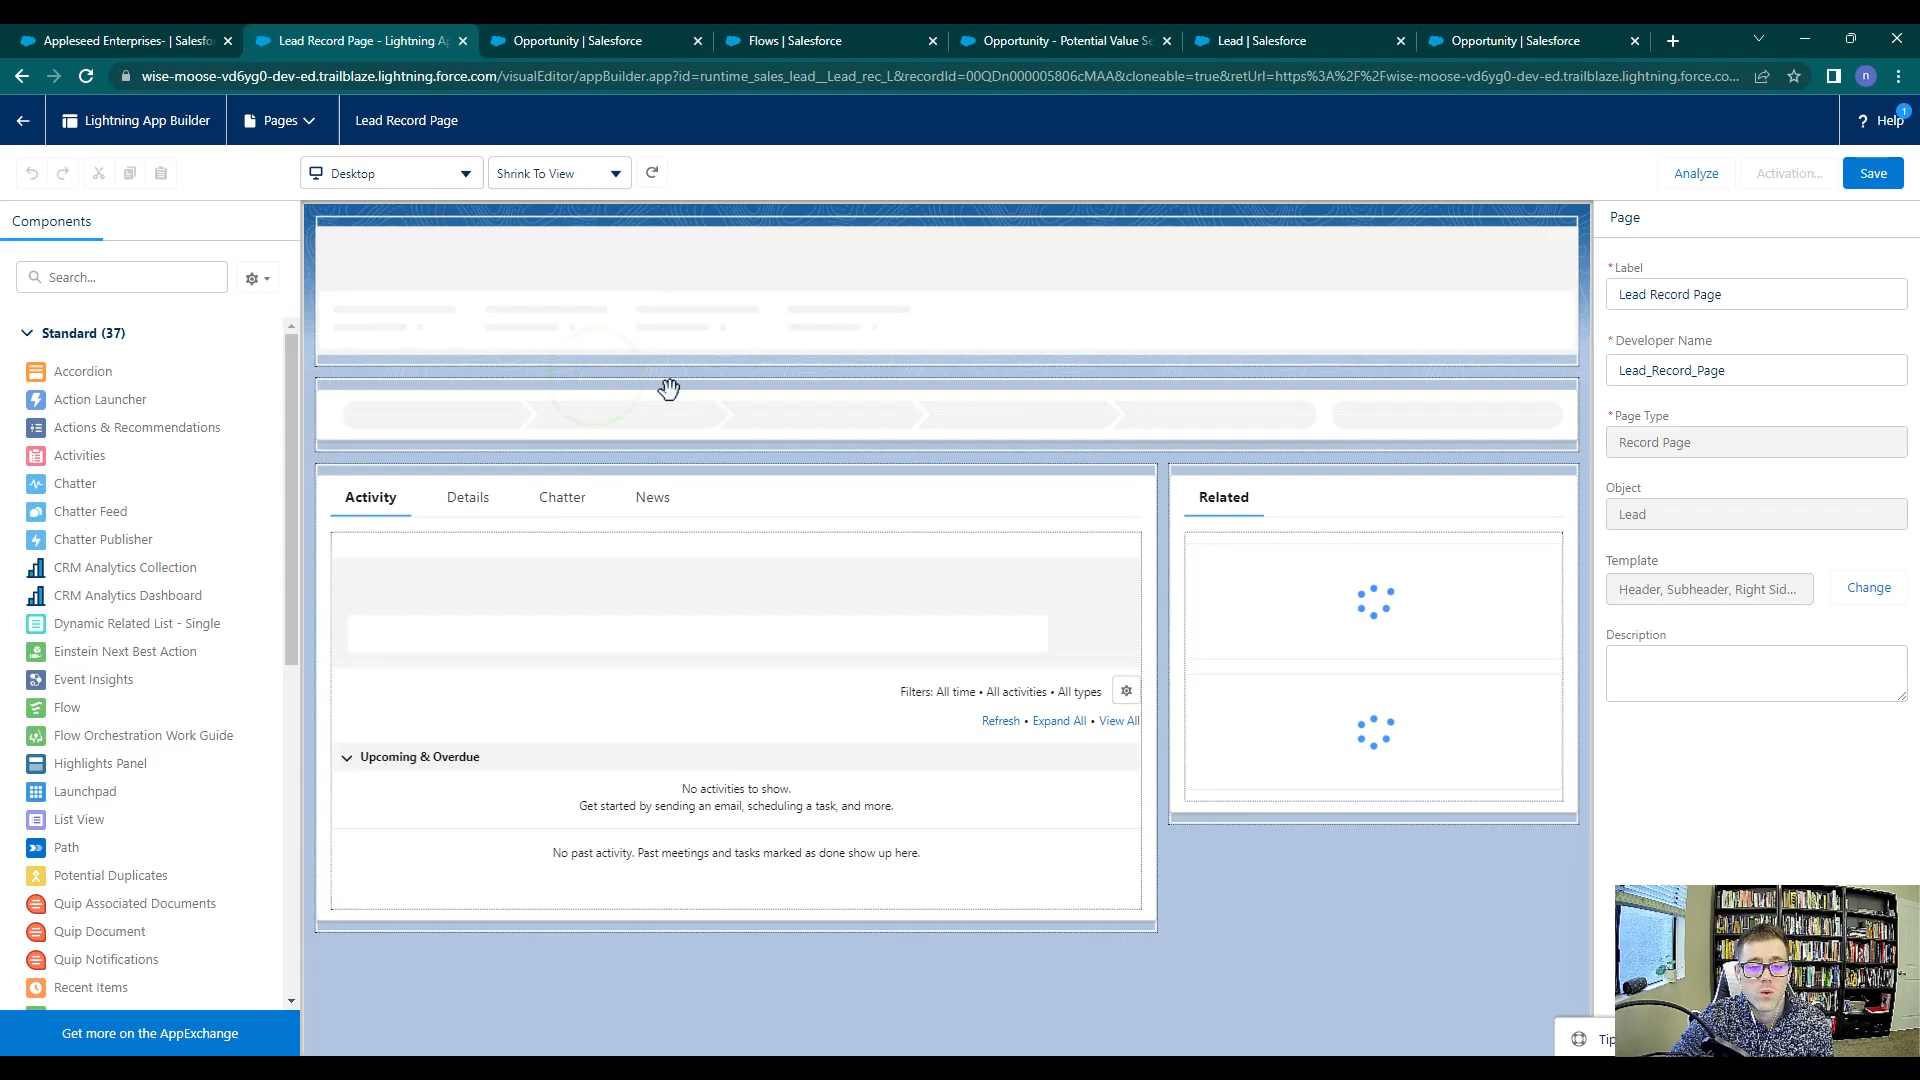 Appleseed Enterprises- | Salesfo
Lead Record Page - Lightning Ap
Opportunity | Salesforce
Flows | Salesforce
Opportunity - Potential Value Se
Lead | Salesforce
Opportunity | Salesforce
wise-moose-vd6yg0-dev-ed.trailblaze.lightning.force.com/visualEditor/appBuilder.app?id=runtime_sales_lead__Lead_rec_L&recordId=00QDn000005806cMAA&cloneable=true&retUrl=https%3A%2F%2Fwise-moose-vd6yg0-dev-ed.trailblaze.lightning.force.co...
n
Lightning App Builder
Pages
Lead Record Page
? Help
1
Desktop
Shrink To View
Analyze
Activation...
Save
Components
Search...
Standard (37)
Accordion
Action Launcher
Actions & Recommendations
Activities
Chatter
Chatter Feed
Chatter Publisher
CRM Analytics Collection
CRM Analytics Dashboard
Dynamic Related List - Single
Einstein Next Best Action
Event Insights
Flow
Flow Orchestration Work Guide
Highlights Panel
Launchpad
List View
Path
Potential Duplicates
Quip Associated Documents
Quip Document
Quip Notifications
Recent Items
Get more on the AppExchange
Activity
Details
Chatter
News
Filters: All time • All activities • All types
Refresh • Expand All • View All
Upcoming & Overdue
No activities to show.
Get started by sending an email, scheduling a task, and more.
No past activity. Past meetings and tasks marked as done show up here.
Related
Page
*Label
Lead Record Page
*Developer Name
Lead_Record_Page
*Page Type
Record Page
Object
Lead
Template
Header, Subheader, Right Sid...
Change
Description
Tip